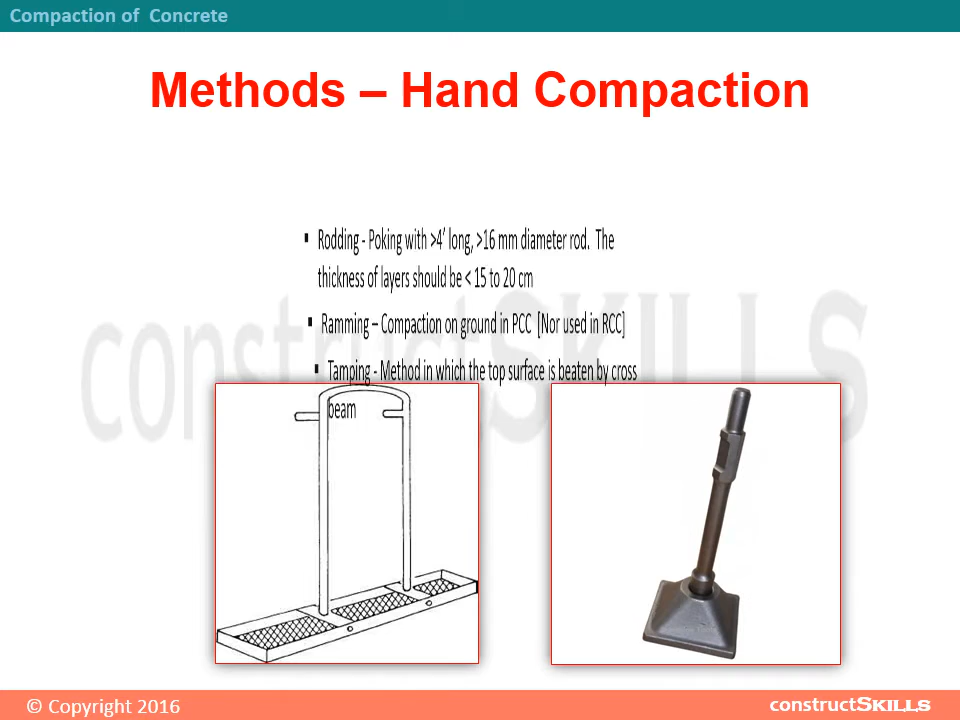 Compaction of Concrete
Methods – Hand Compaction
▪ Rodding - Poking with >4’ long, >16 mm diameter rod. The
thickness of layers should be < 15 to 20 cm
▪ Ramming – Compaction on ground in PCC [Nor used in RCC]
▪ Tamping - Method in which the top surface is beaten by cross
beam
constructSKILLS
© Copyright 2016
constructSKILLS